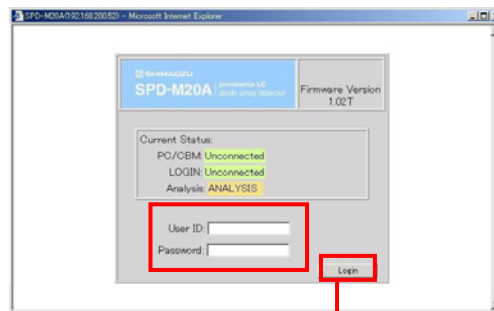 SPD-M20A(192.168.200.52) - Microsoft Internet Explorer
SHIMADZU
SPD-M20A prominence LC
diode array detector
Firmware Version
1.02T
Current Status:
PC/CBM: Unconnected
LOGIN: Unconnected
Analysis: ANALYSIS
User ID:
Password:
Login